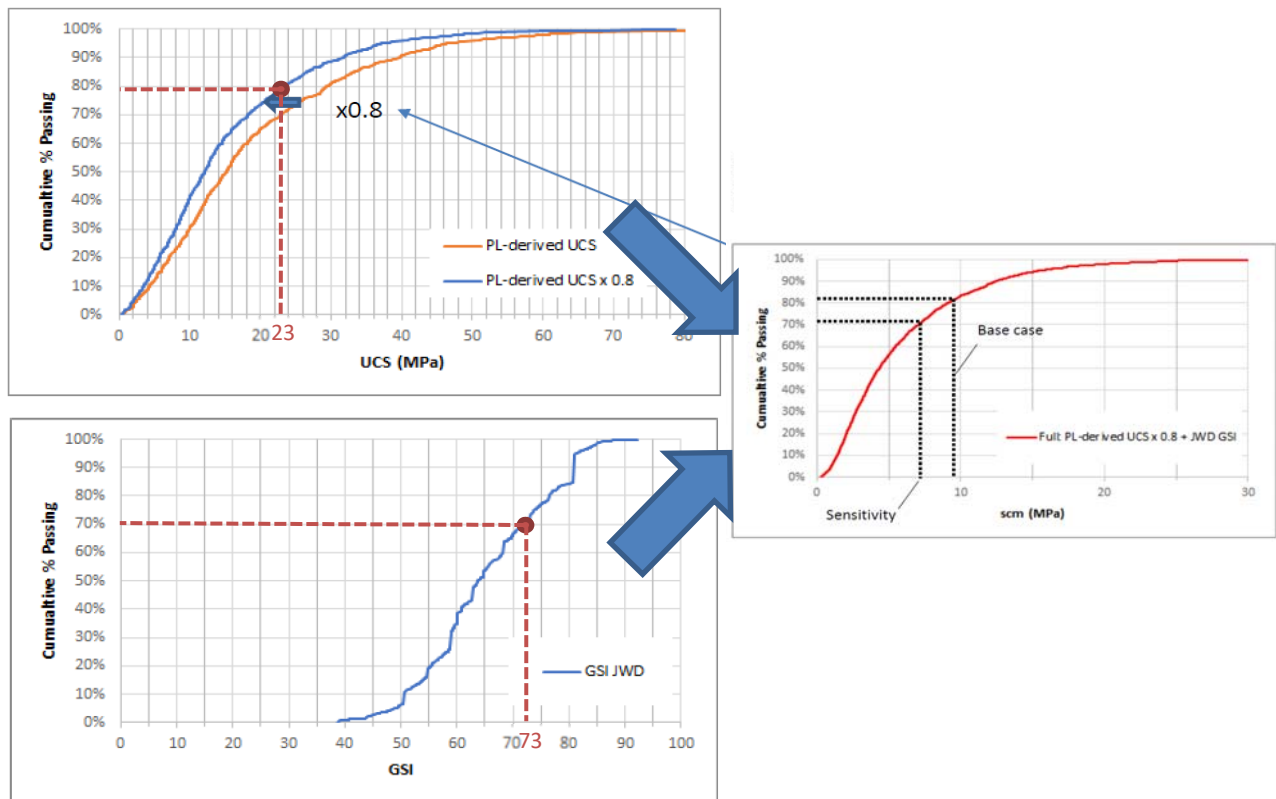 100%
90%
80%
70%
60%
50%
40%
30%
20%
10%
0%
Cumualtive % Passing
x0.8
PL-derived UCS
PL-derived UCS x 0.8
0 10 20 30 40 50 60 70 80
23
UCS (MPa)
100%
90%
80%
70%
60%
50%
40%
30%
20%
10%
0%
Cumualtive % Passing
Base case
Full: PL-derived UCS x 0.8 + JWD GSI
0 10 20 30
Sensitivity
scm (MPa)
100%
90%
80%
70%
60%
50%
40%
30%
20%
10%
0%
Cumualtive % Passing
GSI JWD
0 10 20 30 40 50 60 70 80 90 100
73
GSI